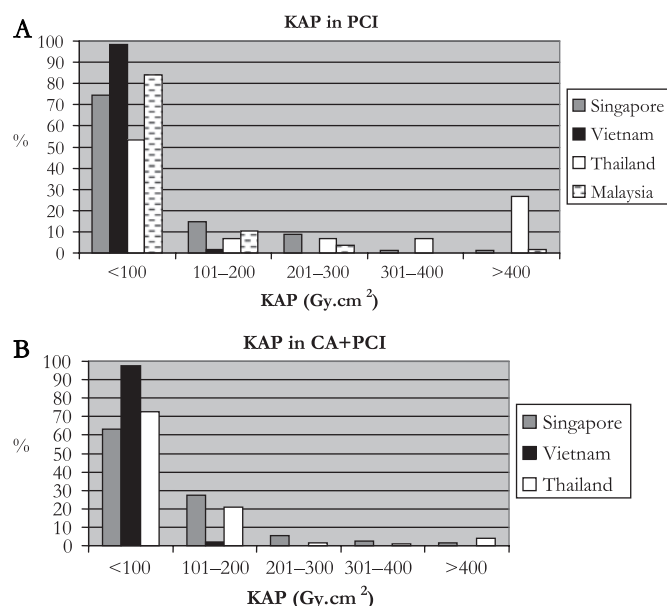 A
KAP in PCI
100
90
80
70
60
50
40
30
20
10
0
%
<100 101–200 201–300 301–400 >400
KAP (Gy.cm 2)
Singapore
Vietnam
Thailand
Malaysia
B
KAP in CA+PCI
100
90
80
70
60
50
40
30
20
10
0
%
<100 101–200 201–300 301–400 >400
KAP (Gy.cm 2)
Singapore
Vietnam
Thailand